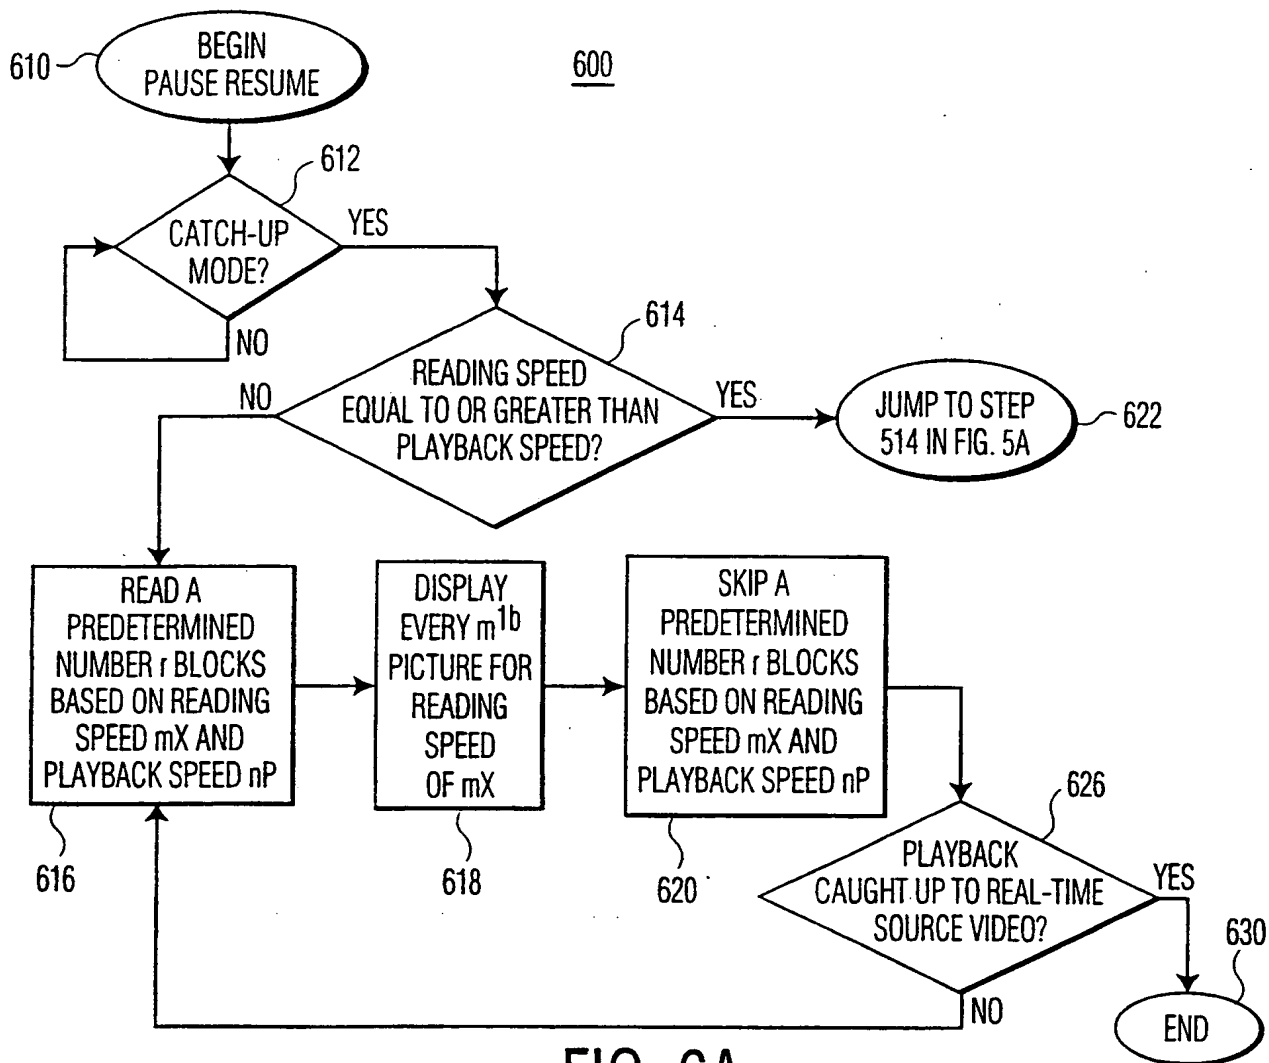 600
610
BEGIN
PAUSE RESUME
612
CATCH-UP
MODE?
YES
NO
614
READING SPEED
EQUAL TO OR GREATER THAN
PLAYBACK SPEED?
NO
YES
JUMP TO STEP
514 IN FIG. 5A
622
READ A
PREDETERMINED
NUMBER r BLOCKS
BASED ON READING
SPEED mX AND
PLAYBACK SPEED nP
616
DISPLAY
EVERY m1b
PICTURE FOR
READING
SPEED
OF mX
618
SKIP A
PREDETERMINED
NUMBER r BLOCKS
BASED ON READING
SPEED mX AND
PLAYBACK SPEED nP
620
626
PLAYBACK
CAUGHT UP TO REAL-TIME
SOURCE VIDEO?
YES
NO
630
END
FIG. 6A